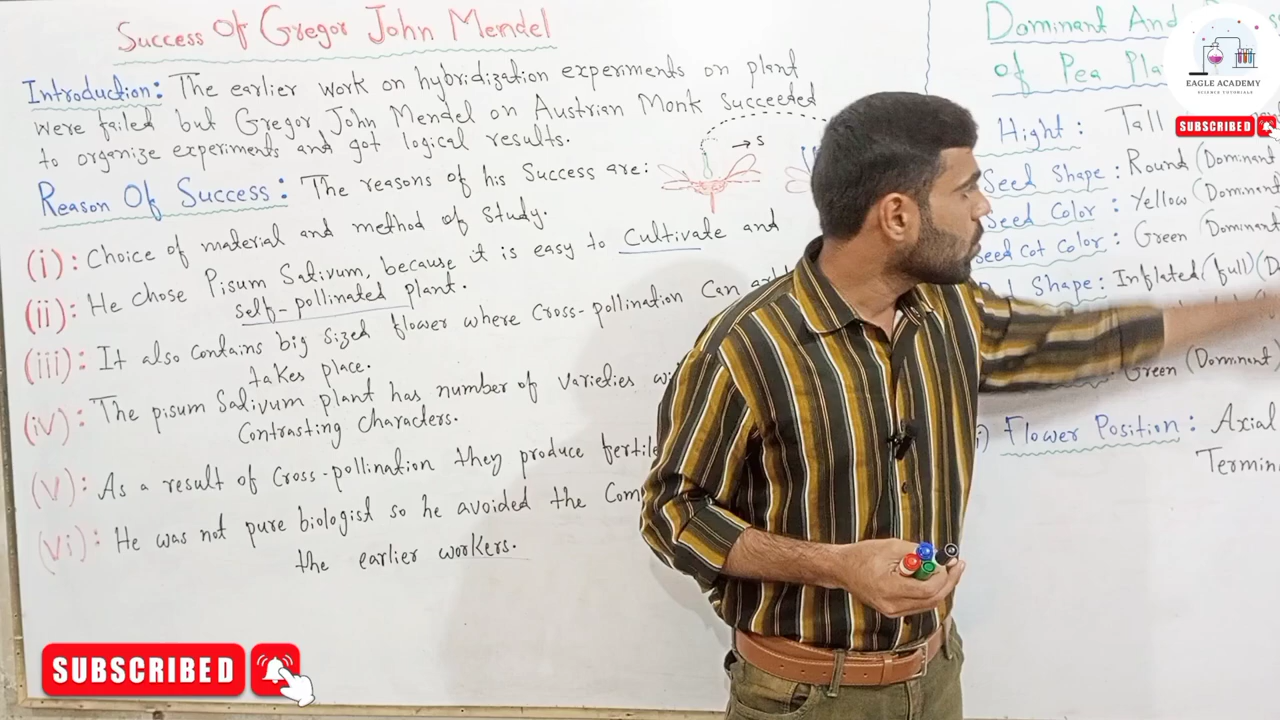 Success Of Gregor John Mendel
Introduction: The earlier work on hybridization experiments on plant
were failed but Gregor John Mendel on Austrian Monk Succeeded
to organize experiments and got logical results.
→ S
Reason Of Success: The reasons of his Success are:
(i): Choice of material and method of Study.
(ii): He chose Pisum Sativum, because it is easy to Cultivate and
self-pollinated plant.
(iii): It also Contains big sized flower where Cross-pollination Can
takes place.
(iv): The pisum Sativum plant has number of varieties
Contrasting Characters.
(v): As a result of Cross-pollination they produce fertile
(vi): He was not pure biologist so he avoided the
the earlier workers.
Dominant And
of Pea
Hight: Tall
Seed Shape: Round (Dominant
Seed Color: Yellow (Dominant
Seed Cot Color: Green (Dominant
Shape: Inflated (full) (D
Green (Dominant)
Flower Position: Axial
EAGLE ACADEMY
SCIENCE TUTORIALS
SUBSCRIBED
SUBSCRIBED